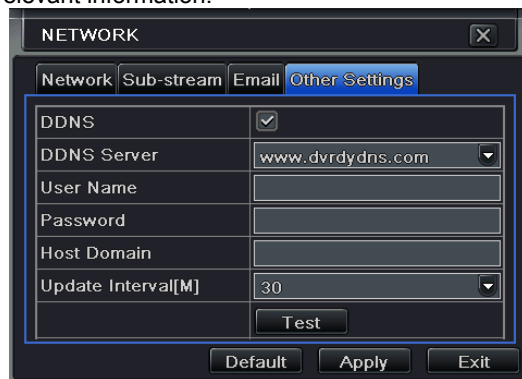 elevant information.
NETWORK
Network Sub-stream Email Other Settings
DDNS
DDNS Server www.dvrdydns.com
User Name
Password
Host Domain
Update Interval[M] 30
Test
Default Apply Exit